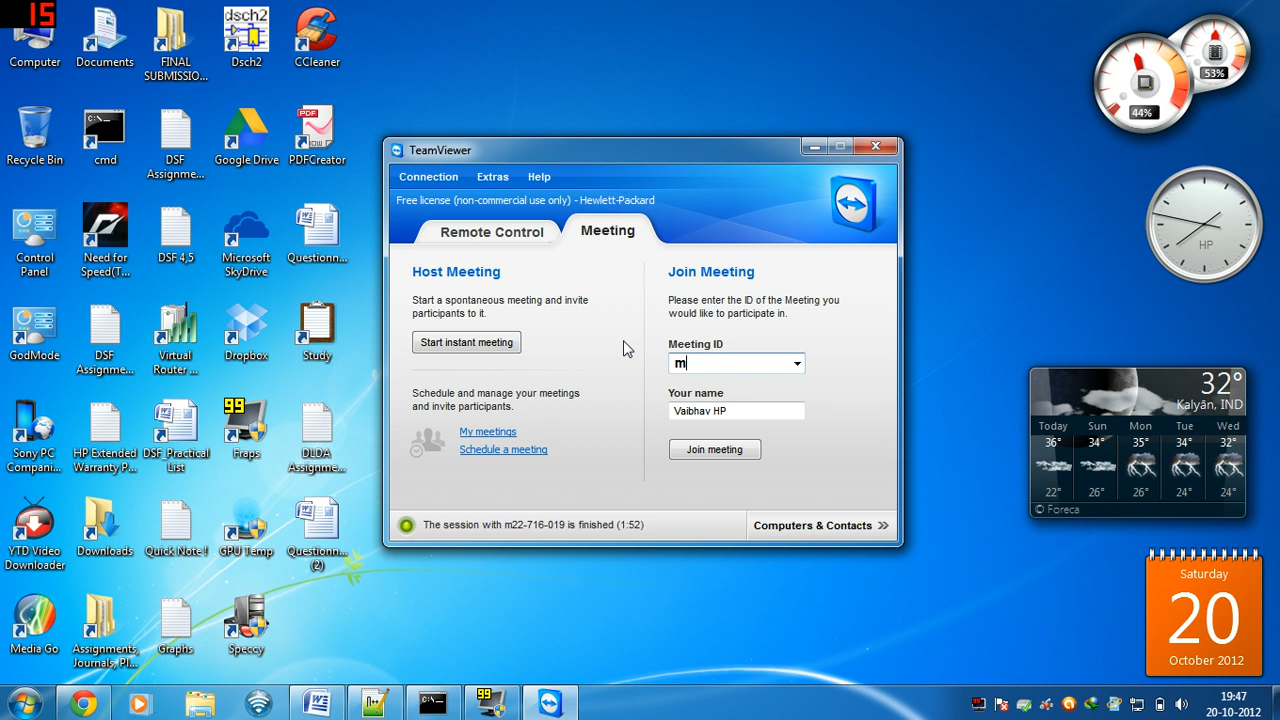 15
Computer
Documents
FINAL
SUBMISSIO...
dsch2
Dsch2
CCleaner
Recycle Bin
C:\_
cmd
DSF
Assignme...
Google Drive
PDF
PDFCreator
Control
Panel
Need for
Speed(T...
DSF 4,5
Microsoft
SkyDrive
Questionn...
GodMode
DSF
Assignme...
Virtual
Router ...
Dropbox
Study
Sony PC
Compani...
HP Extended
Warranty P...
DSF_Practical
List
99
Fraps
DLDA
Assignme...
YTD Video
Downloader
Downloads
Quick Note !
GPU Temp
Questionn...
(2)
Media Go
Assignments,
Journals, Pl...
Graphs
Speccy
TeamViewer
Connection Extras Help
Free license (non-commercial use only) - Hewlett-Packard
Remote Control
Meeting
Host Meeting
Start a spontaneous meeting and invite
participants to it.
Start instant meeting
Schedule and manage your meetings
and invite participants.
My meetings
Schedule a meeting
Join Meeting
Please enter the ID of the Meeting you
would like to participate in.
Meeting ID
m
Your name
Vaibhav HP
Join meeting
The session with m22-716-019 is finished (1:52)
Computers & Contacts
53%
44%
HP
32°
Kalyān, IND
Today Sun Mon Tue Wed
36° 34° 35° 34° 32°
22° 26° 26° 24° 24°
© Foreca
Saturday
20
October 2012
99
19:47
20-10-2012